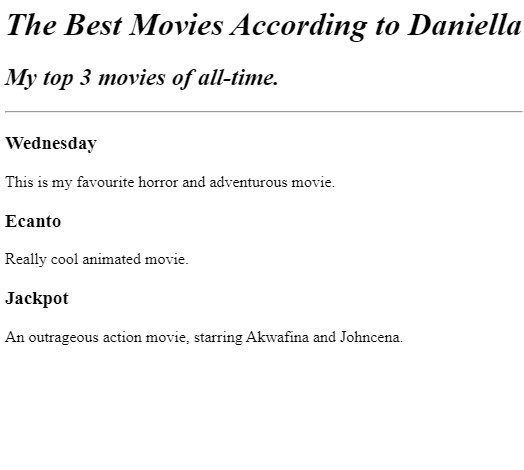 The Best Movies According to Daniella
My top 3 movies of all-time.
Wednesday
This is my favourite horror and adventurous movie.
Ecanto
Really cool animated movie.
Jackpot
An outrageous action movie, starring Akwafina and Johncena.